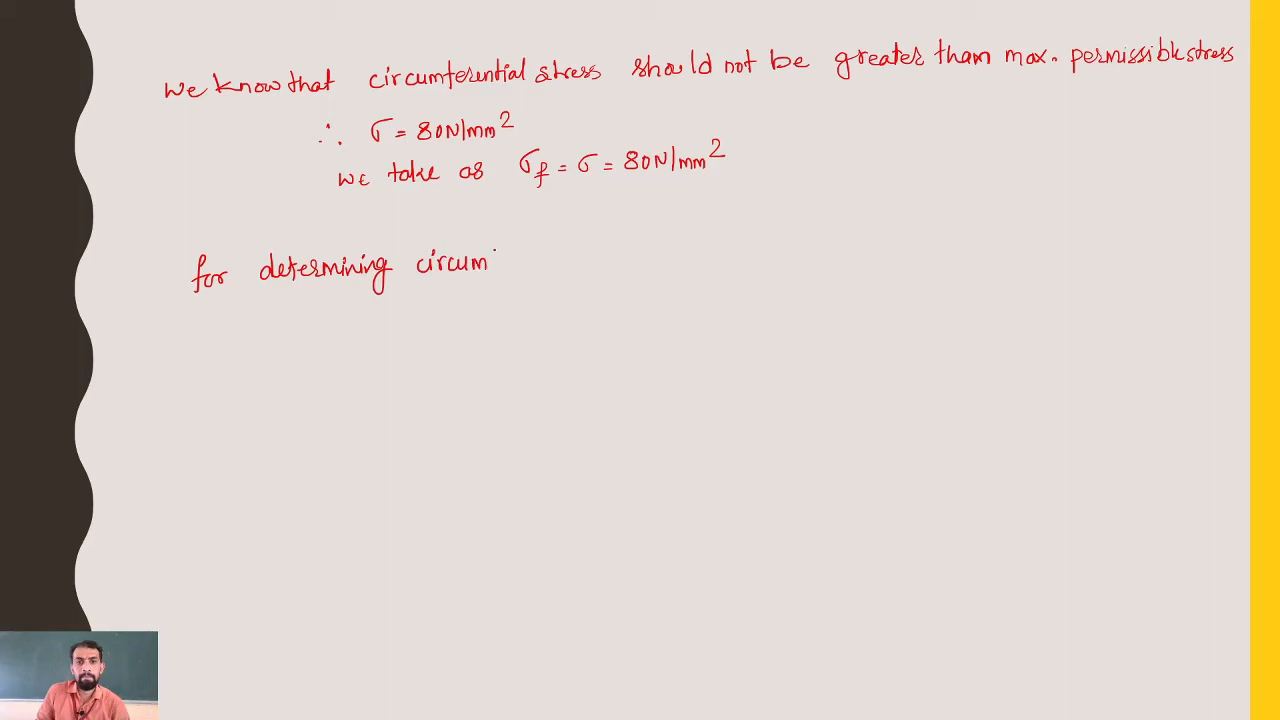 we know that circumferential stress should not be greater than max. permissible stress
∴ σ = 80N/mm²
we take as σf = σ = 80N/mm²
for determining circum